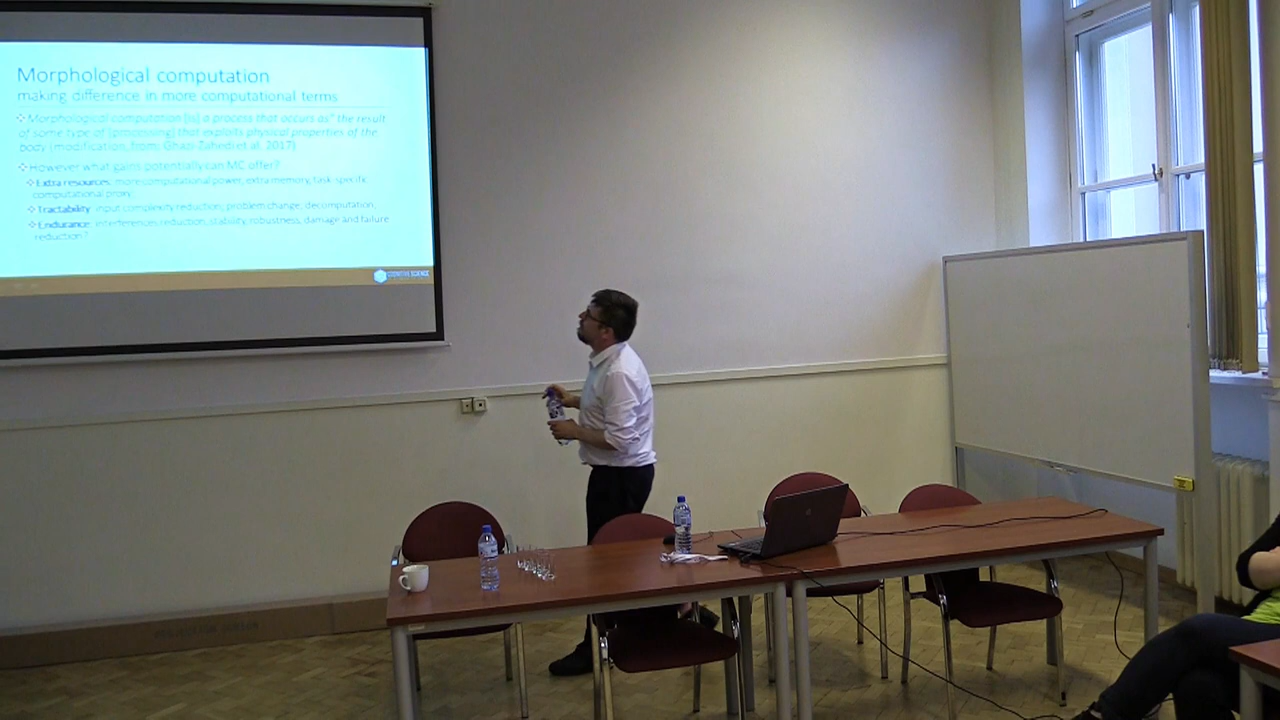 Morphological computation
making difference in more computational terms
❖ Morphological computation [is] a process that occurs as" the result
of some type of [processing] that exploits physical properties of the
body (modification, from: Ghazi-Zahedi et al. 2017)
❖ However what gains potentially can MC offer?
❖ Extra resources: more computational power, extra memory, task-specific
computational proxy;
❖ Tractability: input complexity reduction; problem change, decomputation;
❖ Endurance: interferences reduction, stability, robustness, damage and failure
reduction?
COGNITIVE SCIENCE